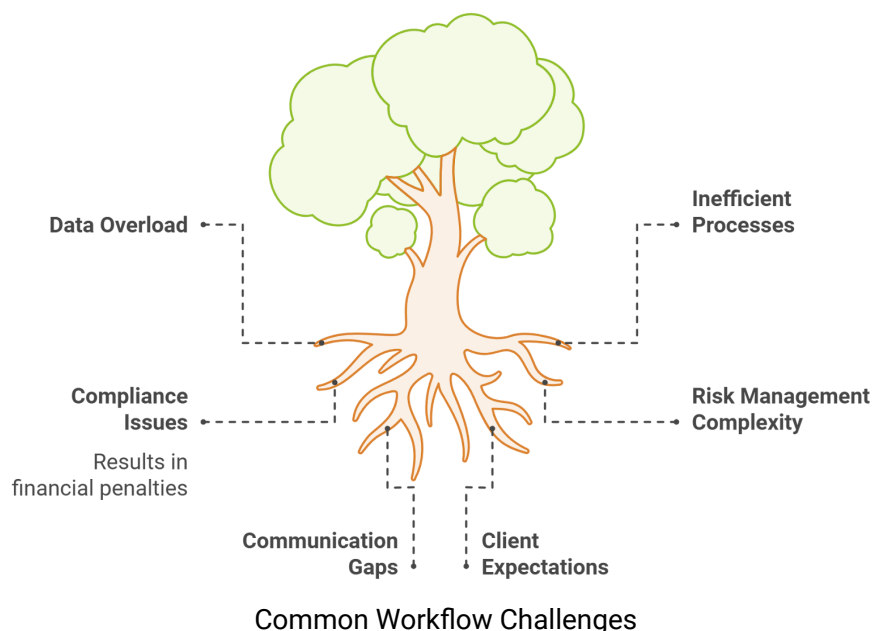 Inefficient
Processes
Data Overload
Compliance
Issues
Results in
financial penalties
Risk Management
Complexity
Communication
Gaps
Client
Expectations
Common Workflow Challenges